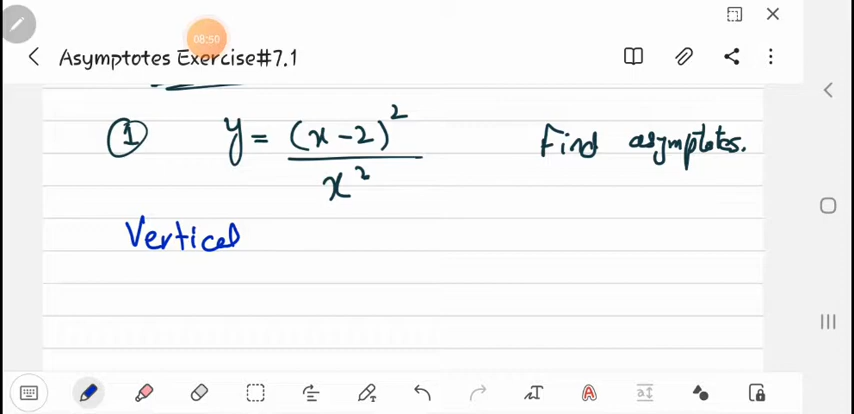 08:50
Asymptotes Exercise#7.1
① y = (x-2)² / x² Find asymptotes.
Vertical